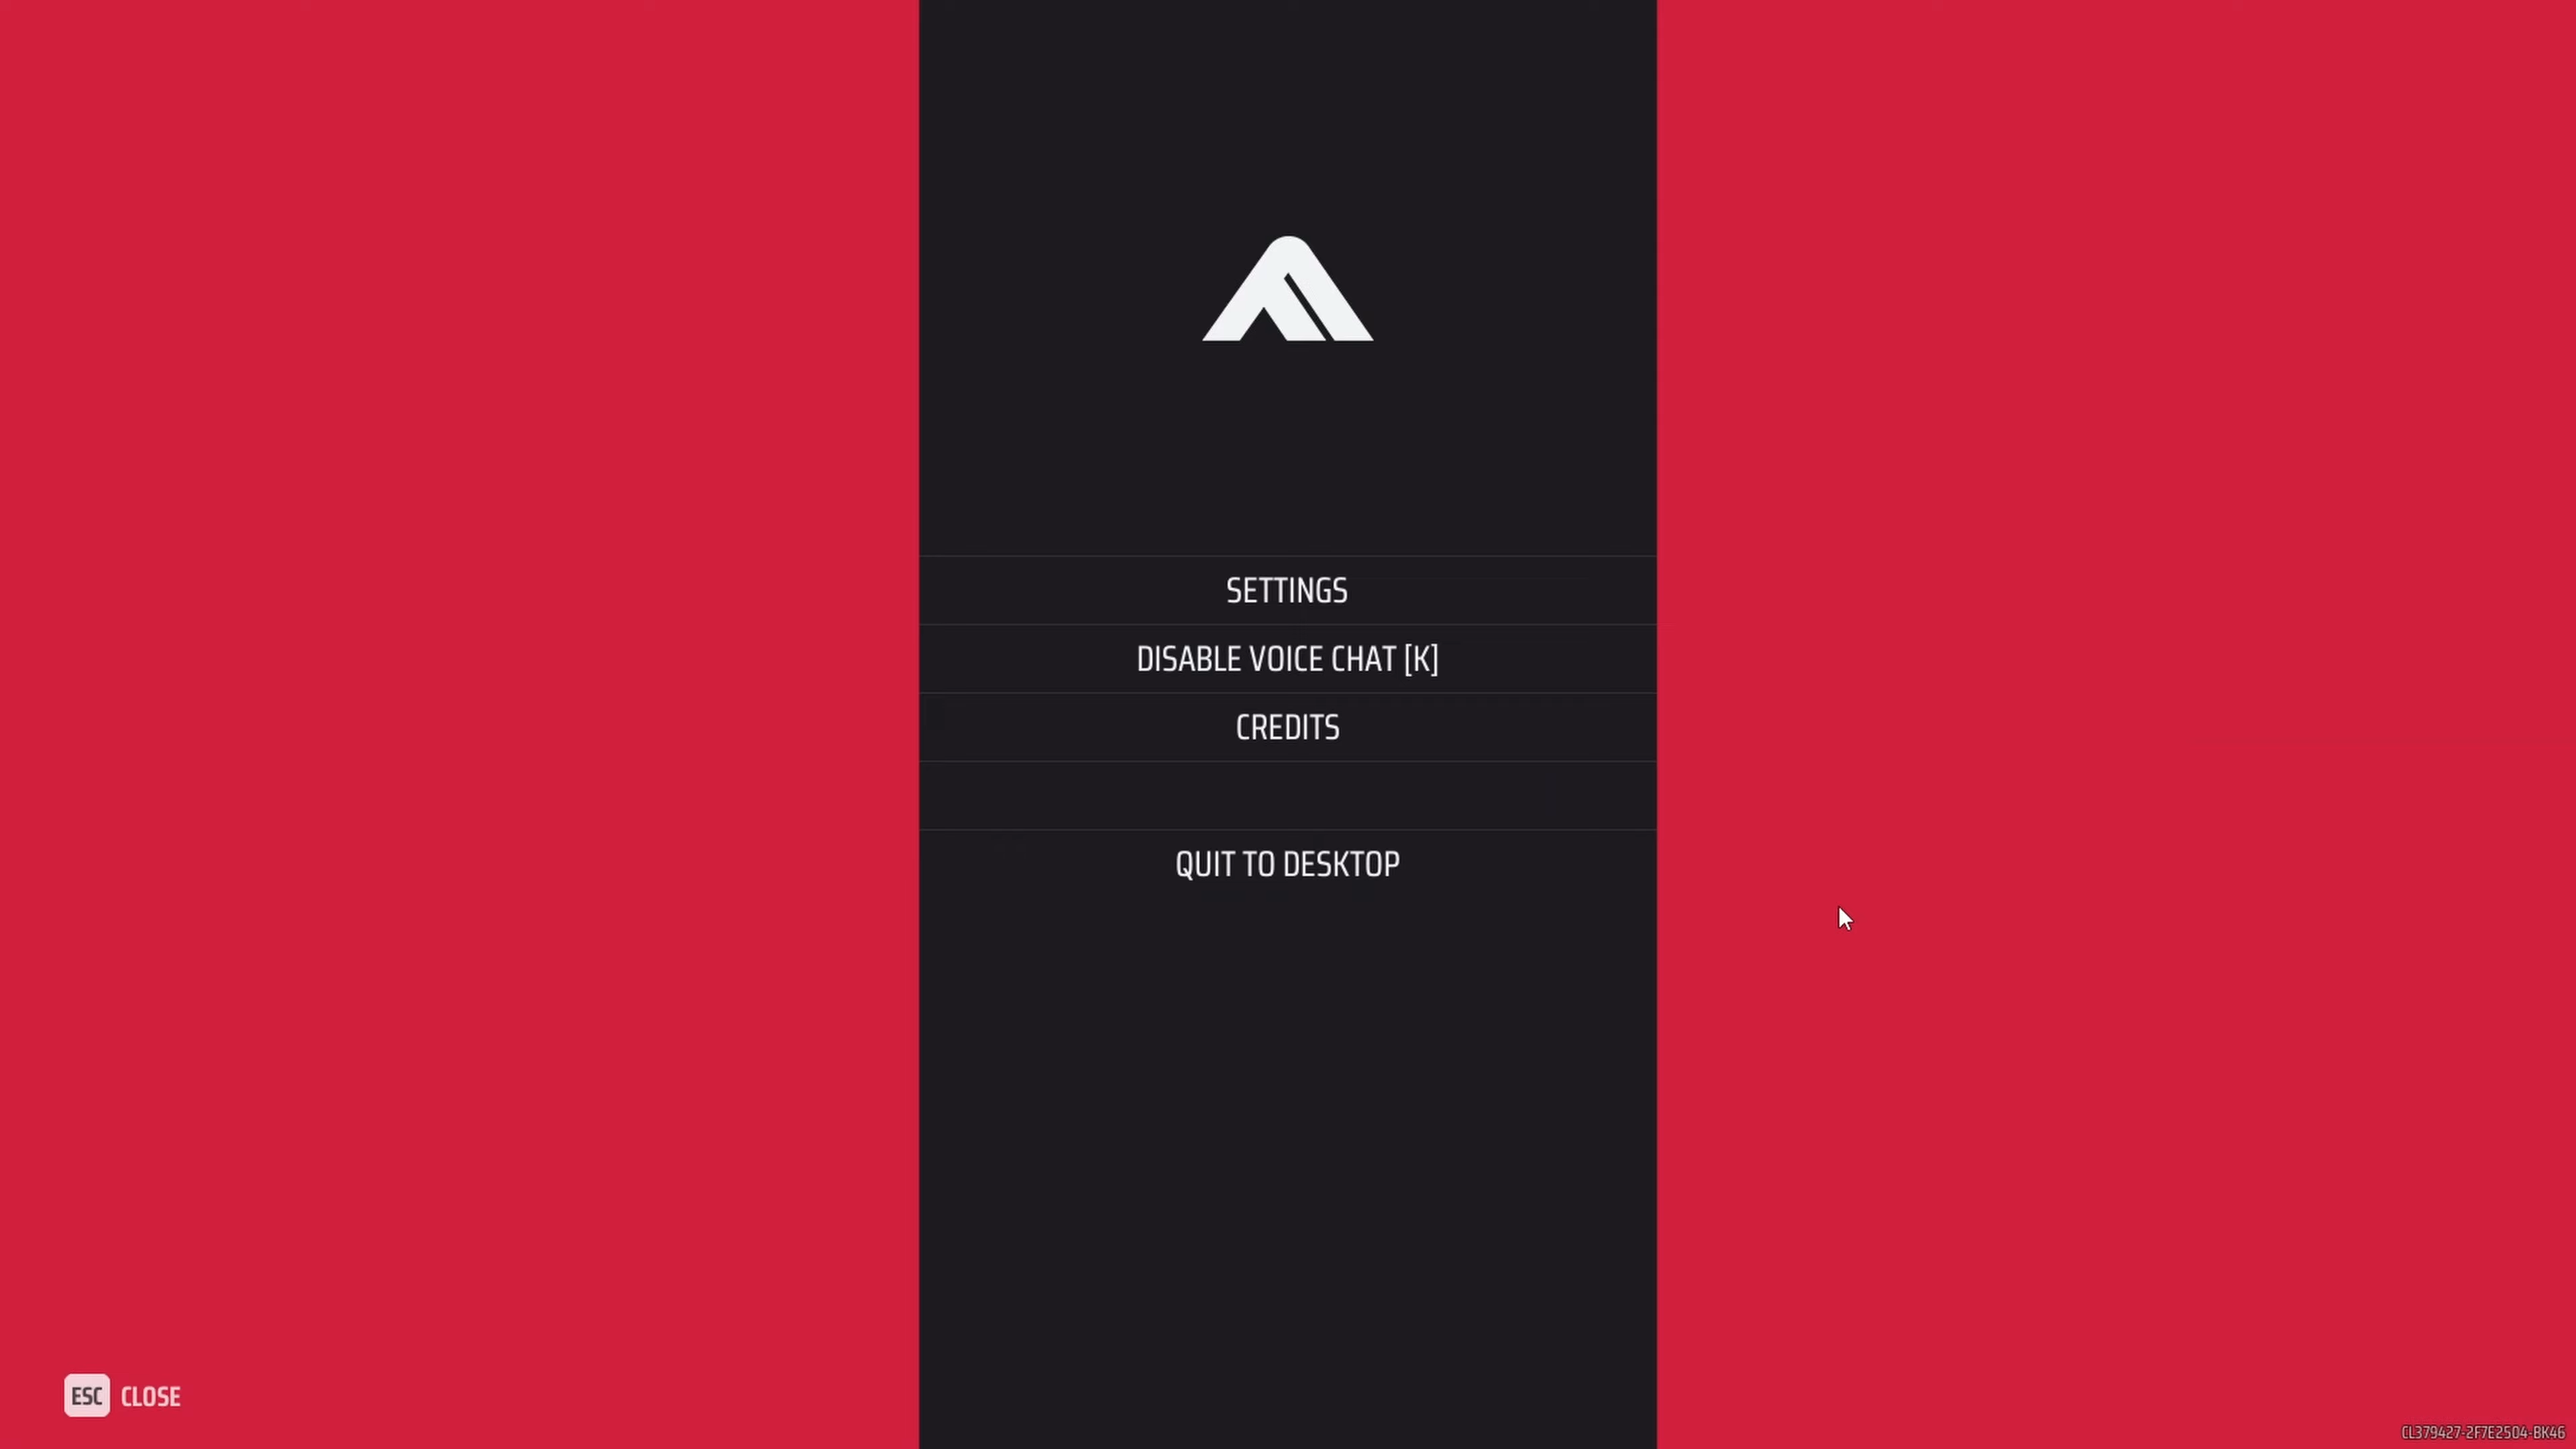 SETTINGS
DISABLE VOICE CHAT [K]
CREDITS
QUIT TO DESKTOP
ESC CLOSE
CL379427-2F7E2504-BK46